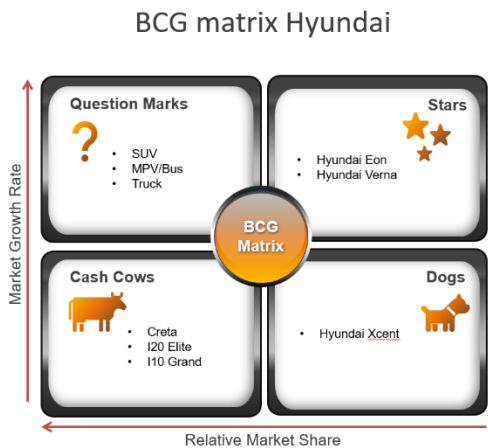 BCG matrix Hyundai
Market Growth Rate
Question Marks
• SUV
• MPV/Bus
• Truck
Stars
• Hyundai Eon
• Hyundai Verna
BCG
Matrix
Cash Cows
• Creta
• I20 Elite
• I10 Grand
Dogs
• Hyundai Xcent
Relative Market Share